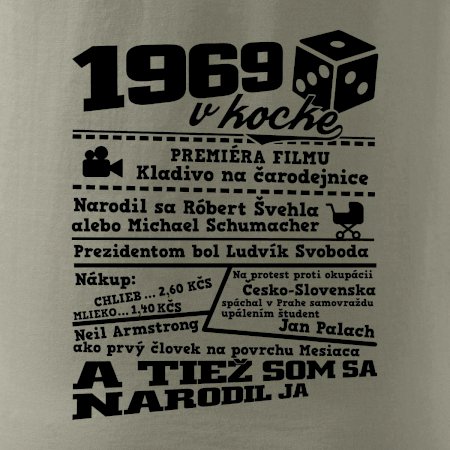 1969
v kocke
PREMIÉRA FILMU
Kladivo na čarodejnice
Narodil sa Róbert Švehla
alebo Michael Schumacher
Prezidentom bol Ludvík Svoboda
Nákup:
CHLIEB ... 2,60 KČS
MLIEKO... 1,40 KČS
Na protest proti okupácii
Česko-Slovenska
spáchal v Prahe samovraždu
upálením študent
Jan Palach
Neil Armstrong
ako prvý človek na povrchu Mesiaca
A TIEŽ SOM SA
NARODIL JA